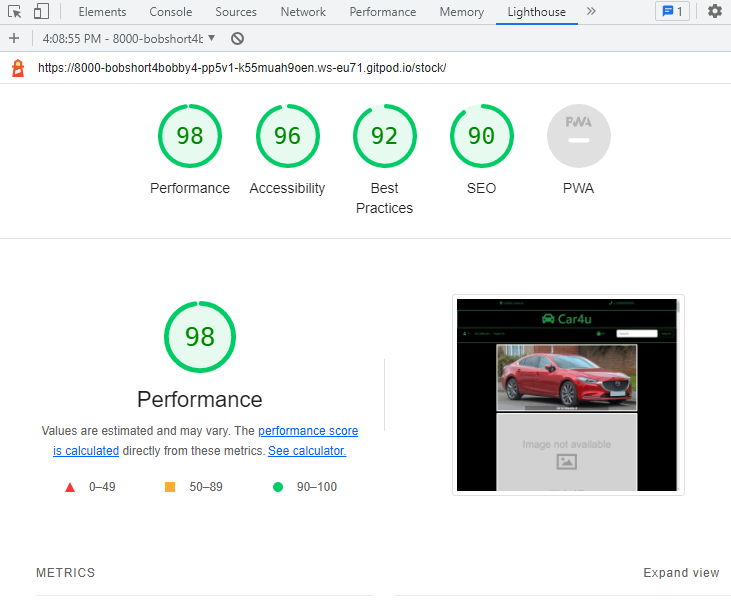 Elements Console Sources Network Performance Memory Lighthouse » 1
+ 4:08:55 PM - 8000-bobshort4b ▼
https://8000-bobshort4bobby4-pp5v1-k55muah9oen.ws-eu71.gitpod.io/stock/
98 96 92 90 PWA
Performance Accessibility Best Practices SEO PWA
98
Performance
Values are estimated and may vary. The performance score
is calculated directly from these metrics. See calculator.
0–49 50–89 90–100
Car4u
Image not available
METRICS Expand view